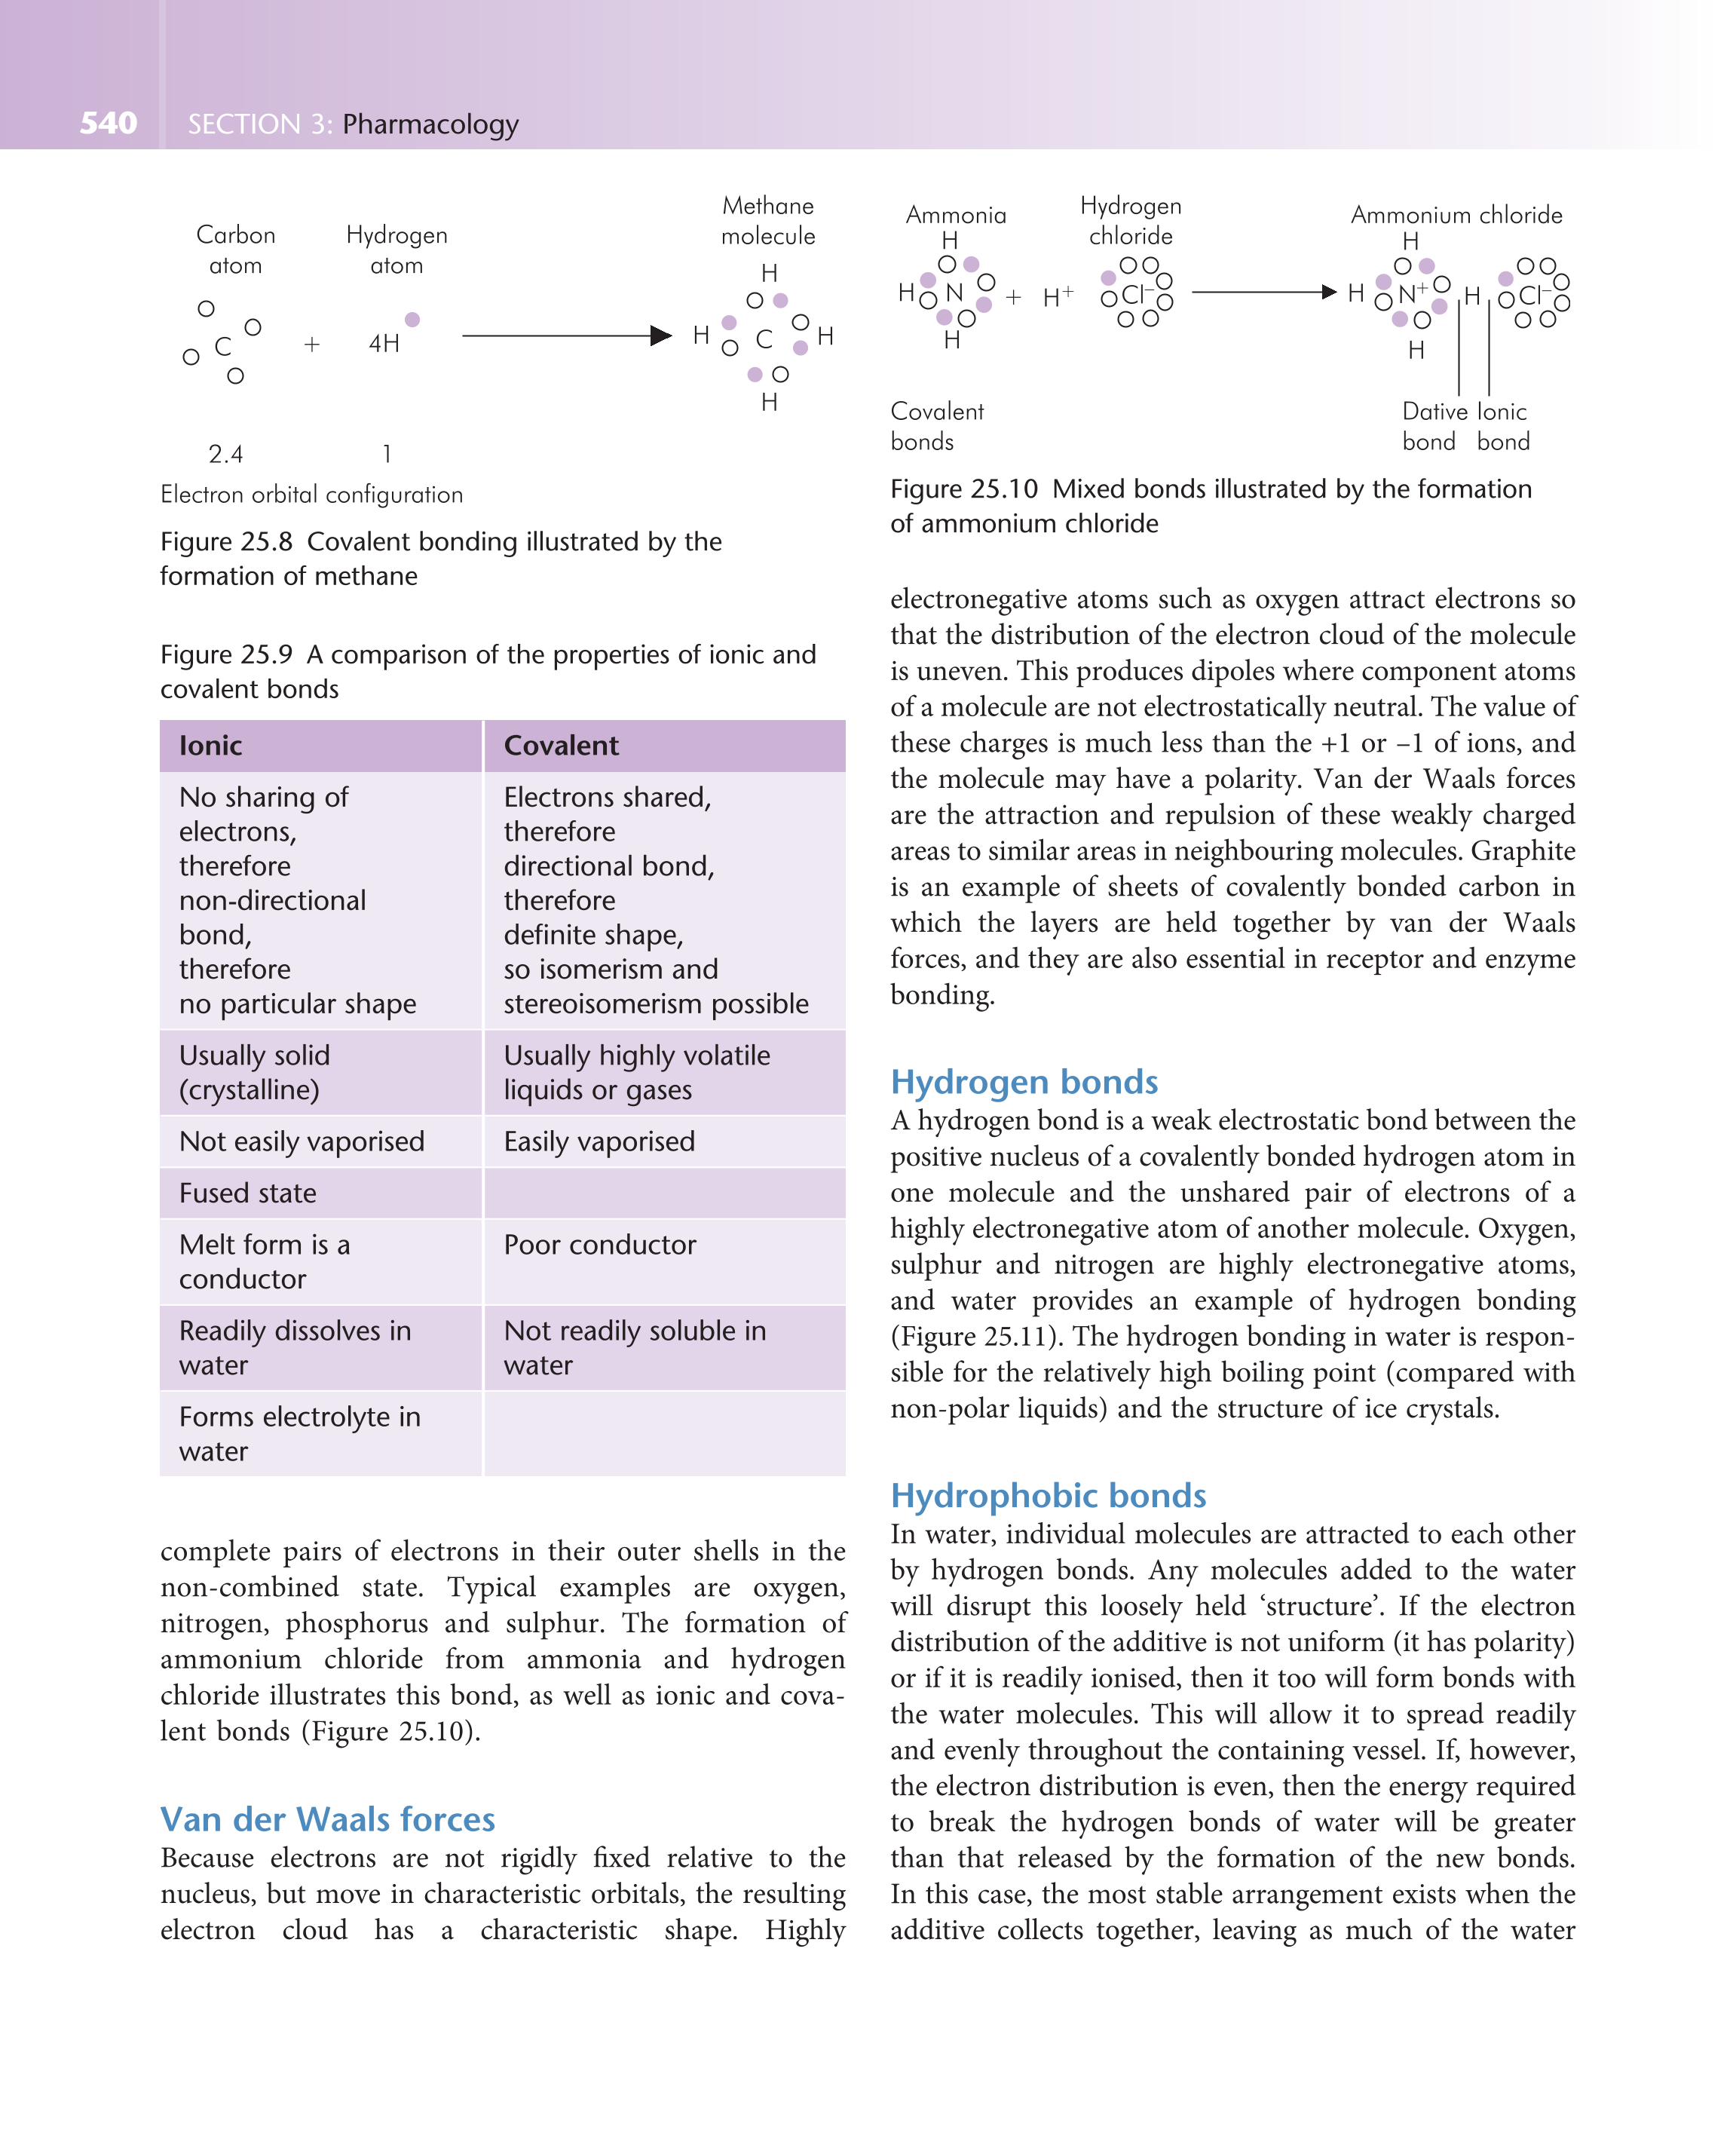 540 SECTION 3: Pharmacology
Carbon
atom
Hydrogen
atom
Methane
molecule
C
+
4H
H
H
C
H
H
2.4
1
Electron orbital configuration
Figure 25.8 Covalent bonding illustrated by the
formation of methane
Figure 25.9 A comparison of the properties of ionic and
covalent bonds
Ionic
Covalent
No sharing of
electrons,
therefore
non-directional
bond,
therefore
no particular shape
Electrons shared,
therefore
directional bond,
therefore
definite shape,
so isomerism and
stereoisomerism possible
Usually solid
(crystalline)
Usually highly volatile
liquids or gases
Not easily vaporised
Easily vaporised
Fused state
Melt form is a
conductor
Poor conductor
Readily dissolves in
water
Not readily soluble in
water
Forms electrolyte in
water
complete pairs of electrons in their outer shells in the
non-combined state. Typical examples are oxygen,
nitrogen, phosphorus and sulphur. The formation of
ammonium chloride from ammonia and hydrogen
chloride illustrates this bond, as well as ionic and cova-
lent bonds (Figure 25.10).
Van der Waals forces
Because electrons are not rigidly fixed relative to the
nucleus, but move in characteristic orbitals, the resulting
electron cloud has a characteristic shape. Highly
Ammonia
Hydrogen
chloride
Ammonium chloride
H
H
N
H
+
H+
Cl–
H
H
N+
H
H
Cl–
Covalent
bonds
Dative
bond
Ionic
bond
Figure 25.10 Mixed bonds illustrated by the formation
of ammonium chloride
electronegative atoms such as oxygen attract electrons so
that the distribution of the electron cloud of the molecule
is uneven. This produces dipoles where component atoms
of a molecule are not electrostatically neutral. The value of
these charges is much less than the +1 or –1 of ions, and
the molecule may have a polarity. Van der Waals forces
are the attraction and repulsion of these weakly charged
areas to similar areas in neighbouring molecules. Graphite
is an example of sheets of covalently bonded carbon in
which the layers are held together by van der Waals
forces, and they are also essential in receptor and enzyme
bonding.
Hydrogen bonds
A hydrogen bond is a weak electrostatic bond between the
positive nucleus of a covalently bonded hydrogen atom in
one molecule and the unshared pair of electrons of a
highly electronegative atom of another molecule. Oxygen,
sulphur and nitrogen are highly electronegative atoms,
and water provides an example of hydrogen bonding
(Figure 25.11). The hydrogen bonding in water is respon-
sible for the relatively high boiling point (compared with
non-polar liquids) and the structure of ice crystals.
Hydrophobic bonds
In water, individual molecules are attracted to each other
by hydrogen bonds. Any molecules added to the water
will disrupt this loosely held ‘structure’. If the electron
distribution of the additive is not uniform (it has polarity)
or if it is readily ionised, then it too will form bonds with
the water molecules. This will allow it to spread readily
and evenly throughout the containing vessel. If, however,
the electron distribution is even, then the energy required
to break the hydrogen bonds of water will be greater
than that released by the formation of the new bonds.
In this case, the most stable arrangement exists when the
additive collects together, leaving as much of the water